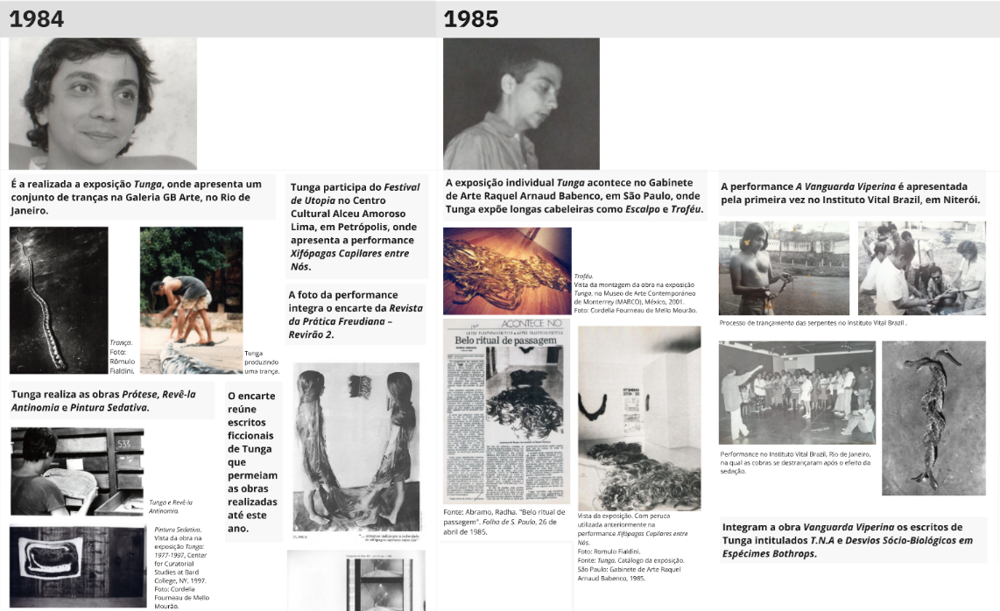 1984
É a realizada a exposição Tunga, onde apresenta um
conjunto de tranças na Galeria GB Arte, no Rio de
Janeiro.
Trança.
Foto:
Rômulo
Fialdini.
Tunga
produzindo
uma trança.
Tunga realiza as obras Prótese, Revê-la
Antinomia e Pintura Sedativa.
533
Tunga e Revê-la
Antinomia.
Pintura Sedativa.
Vista da obra na
exposição Tunga:
1977-1997, Center
for Curatorial
Studies at Bard
College, NY, 1997.
Foto: Cordelia
Fourneau de Mello
Mourão.
O encarte
reúne
escritos
ficcionais
de Tunga
que
permeiam
as obras
realizadas
até este
ano.
Tunga participa do Festival
de Utopia no Centro
Cultural Alceu Amoroso
Lima, em Petrópolis, onde
apresenta a performance
Xifópagas Capilares entre
Nós.
A foto da performance
integra o encarte da Revista
da Prática Freudiana –
Revirão 2.
1985
A exposição individual Tunga acontece no Gabinete
de Arte Raquel Arnaud Babenco, em São Paulo, onde
Tunga expõe longas cabeleiras como Escalpo e Troféu.
Troféu.
Vista da montagem da obra na exposição
Tunga, no Museo de Arte Contemporáneo
de Monterrey (MARCO), México, 2001.
Foto: Cordelia Fourneau de Mello Mourão.
ACONTECE NO
Belo ritual de passagem
Fonte: Abramo, Radha. "Belo ritual de
passagem". Folha de S. Paulo, 26 de
abril de 1985.
Vista da exposição. Com peruca
utilizada anteriormente na
performance Xifópagas Capilares entre
Nós.
Foto: Romulo Fialdini.
Fonte: Tunga. Catálogo da exposição.
São Paulo: Gabinete de Arte Raquel
Arnaud Babenco, 1985.
A performance A Vanguarda Viperina é apresentada
pela primeira vez no Instituto Vital Brazil, em Niterói.
Processo de trançamento das serpentes no Instituto Vital Brazil .
Performance no Instituto Vital Brazil, Rio de Janeiro,
na qual as cobras se destrançaram após o efeito da
sedação.
Integram a obra Vanguarda Viperina os escritos de
Tunga intitulados T.N.A e Desvios Sócio-Biológicos em
Espécimes Bothrops.